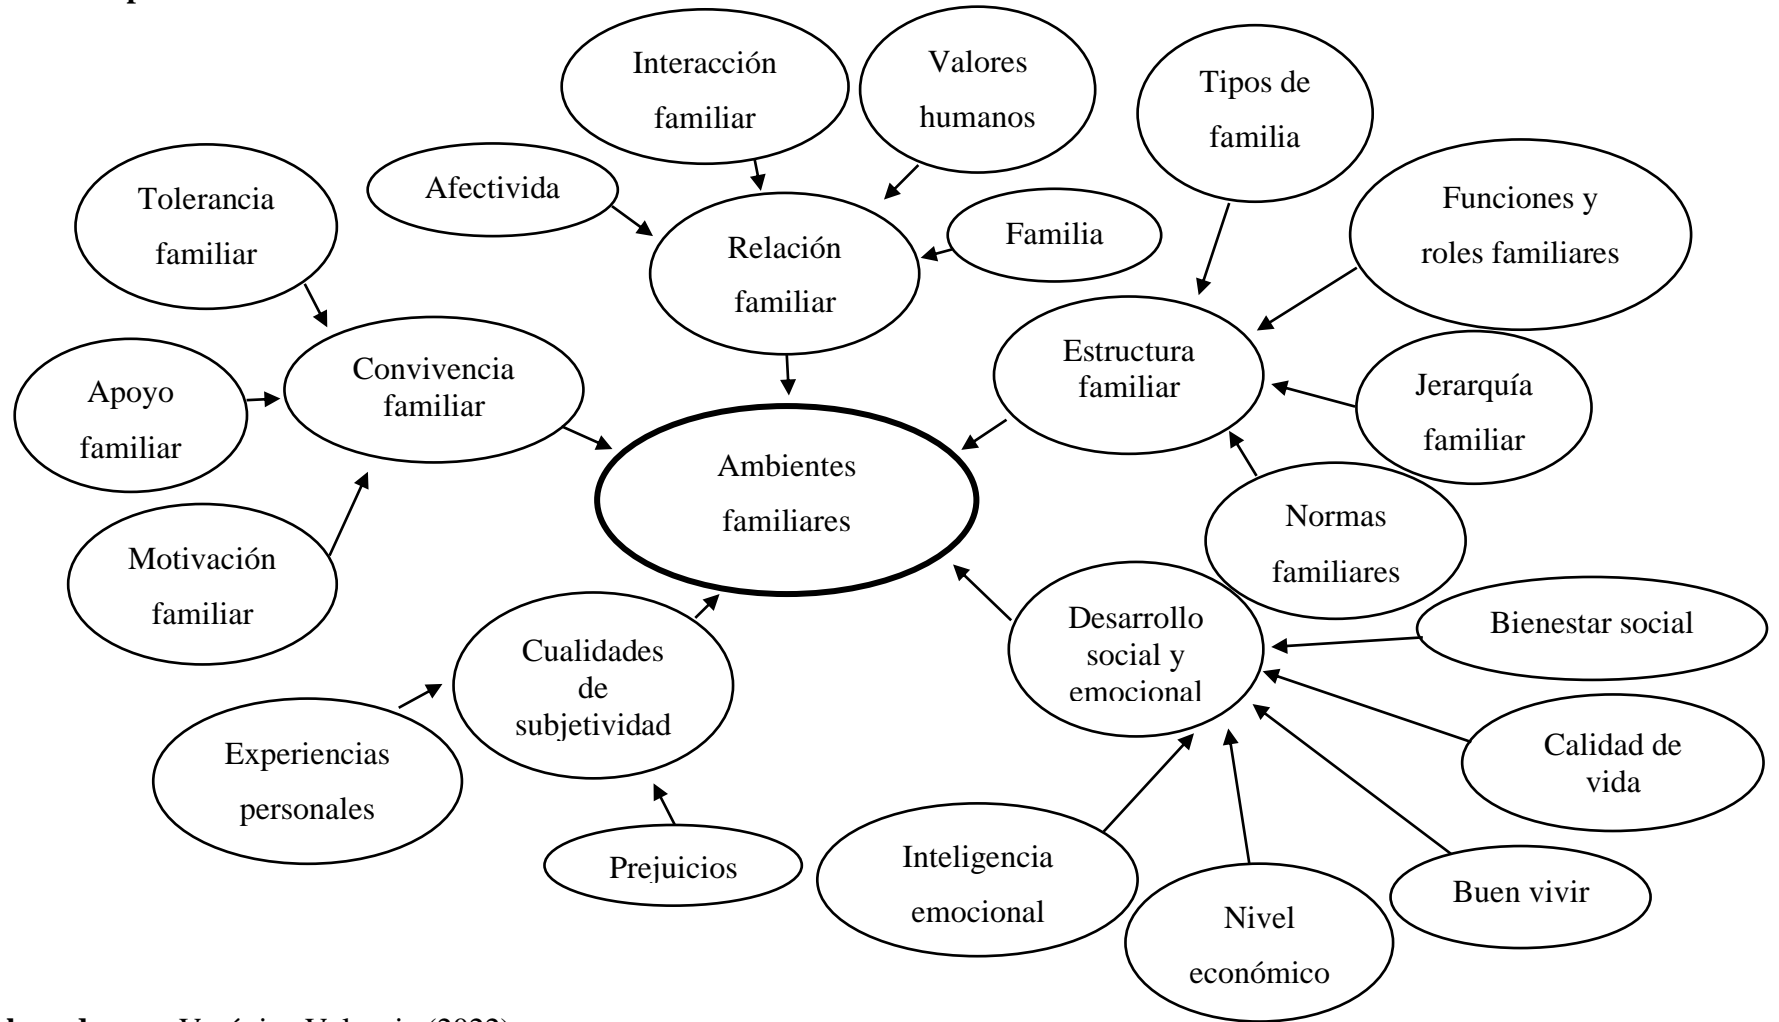 Interacción
familiar
Valores
humanos
Tipos de
familia
Afectivida
Tolerancia
familiar
Funciones y
roles familiares
Relación
familiar
Familia
Convivencia
familiar
Estructura
familiar
Apoyo
familiar
Jerarquía
familiar
Ambientes
familiares
Normas
familiares
Motivación
familiar
Cualidades
de
subjetividad
Desarrollo
social y
emocional
Bienestar social
Experiencias
personales
Calidad de
vida
Prejuicios
Inteligencia
emocional
Buen vivir
Nivel
económico